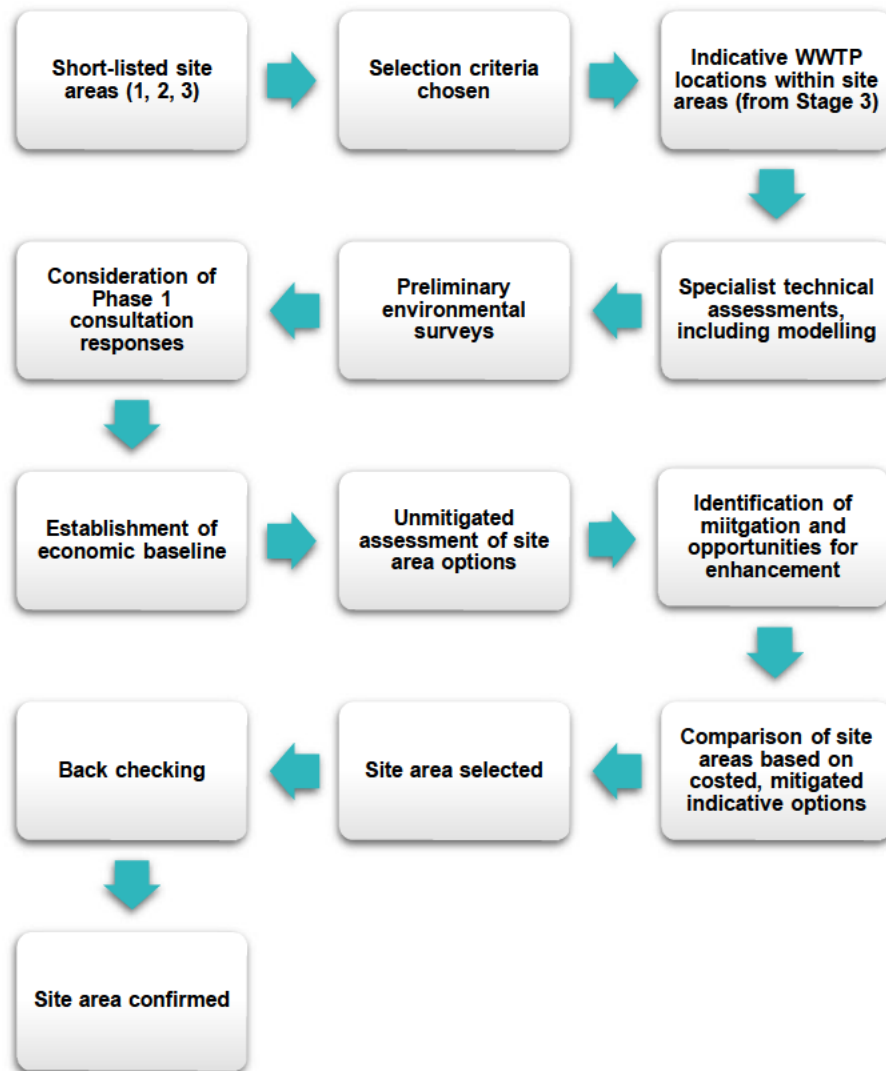 Short-listed site
areas (1, 2, 3)
Selection criteria
chosen
Indicative WWTP
locations within site
areas (from Stage 3)
Specialist technical
assessments,
including modelling
Preliminary
environmental
surveys
Consideration of
Phase 1
consultation
responses
Establishment of
economic baseline
Unmitigated
assessment of site
area options
Identification of
miitgation and
opportunities for
enhancement
Comparison of site
areas based on
costed, mitigated
indicative options
Site area selected
Back checking
Site area confirmed